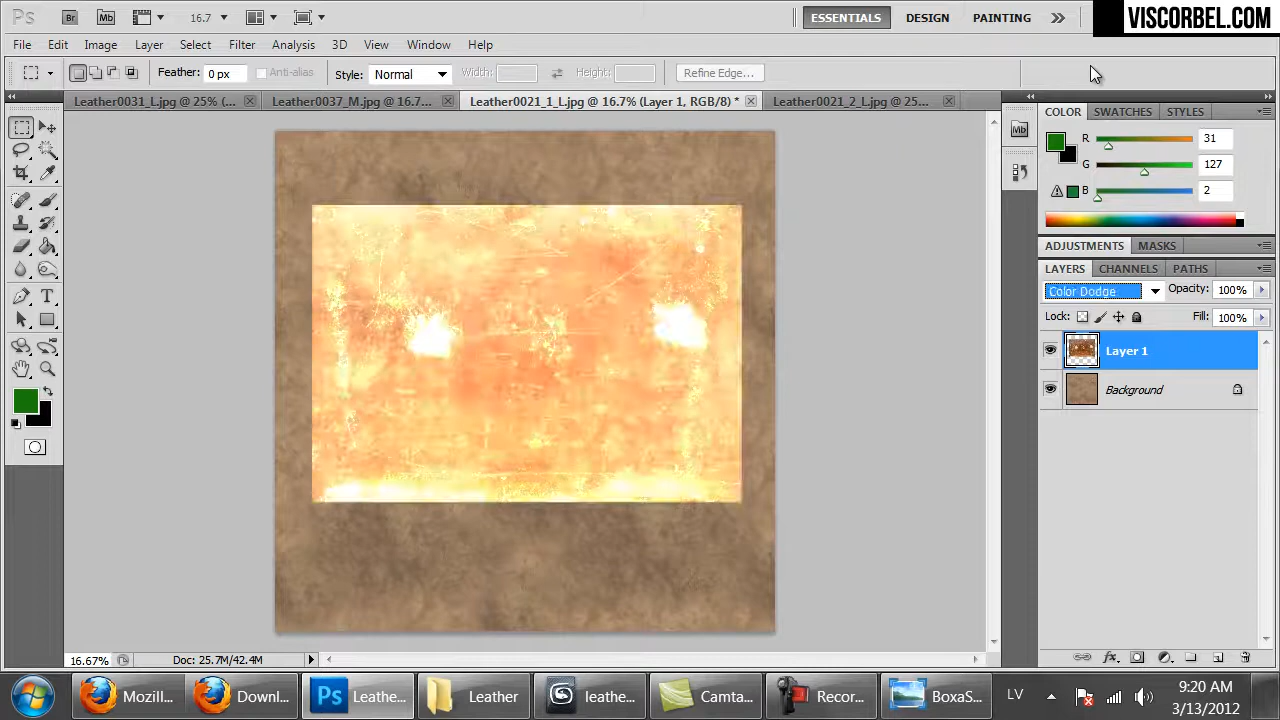 Ps Br Mb 16.7 ESSENTIALS DESIGN PAINTING VISCORBEL.COM
File Edit Image Layer Select Filter Analysis 3D View Window Help
Feather: 0 px Anti-alias Style: Normal Width: Height: Refine Edge...
Leather0031_L.jpg @ 25% (... Leather0037_M.jpg @ 16.7... Leather0021_1_L.jpg @ 16.7% (Layer 1, RGB/8) * Leather0021_2_L.jpg @ 25...
COLOR SWATCHES STYLES
Mb
R 31
G 127
B 2
ADJUSTMENTS MASKS
LAYERS CHANNELS PATHS
Color Dodge Opacity: 100%
Lock: Fill: 100%
Layer 1
Background
16.67% Doc: 25.7M/42.4M
Mozill... Downl... Ps Leathe... Leather leathe... Camta... Recor... BoxaS... LV 9:20 AM
3/13/2012